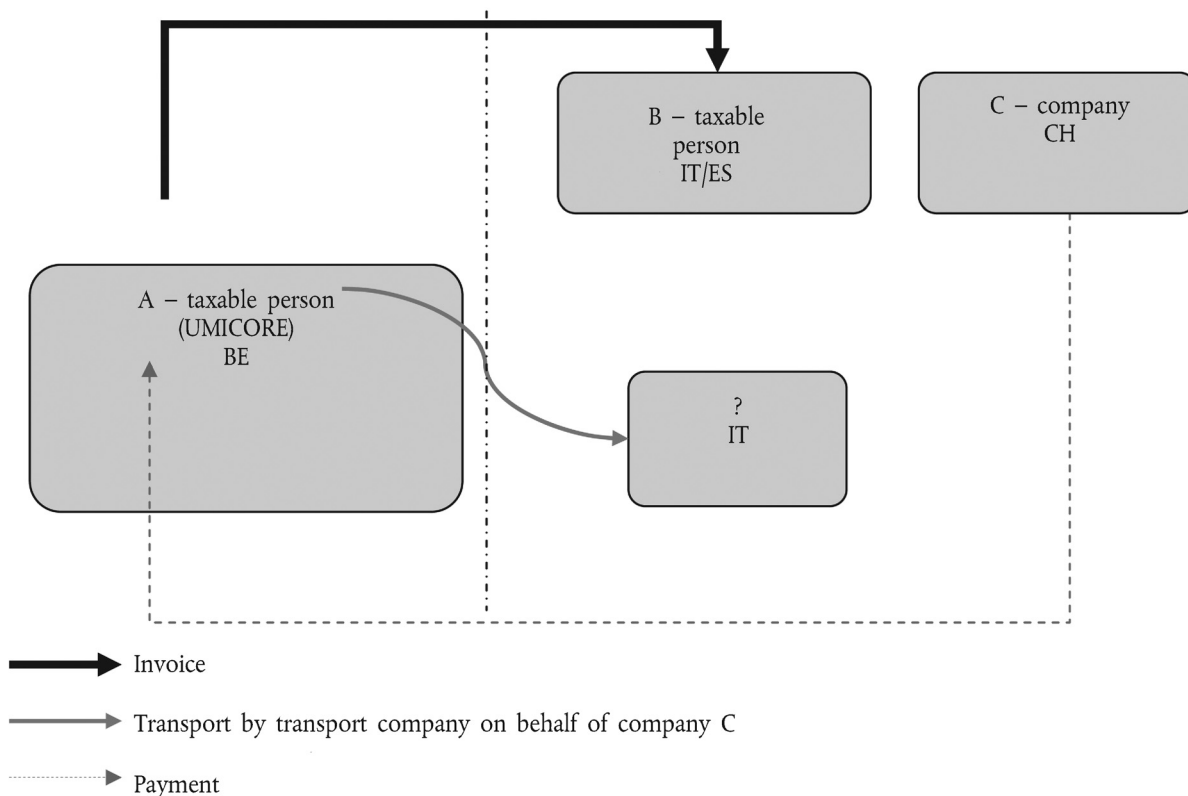 B – taxable
person
IT/ES
C – company
CH
A – taxable person
(UMICORE)
BE
?
IT
Invoice
Transport by transport company on behalf of company C
Payment